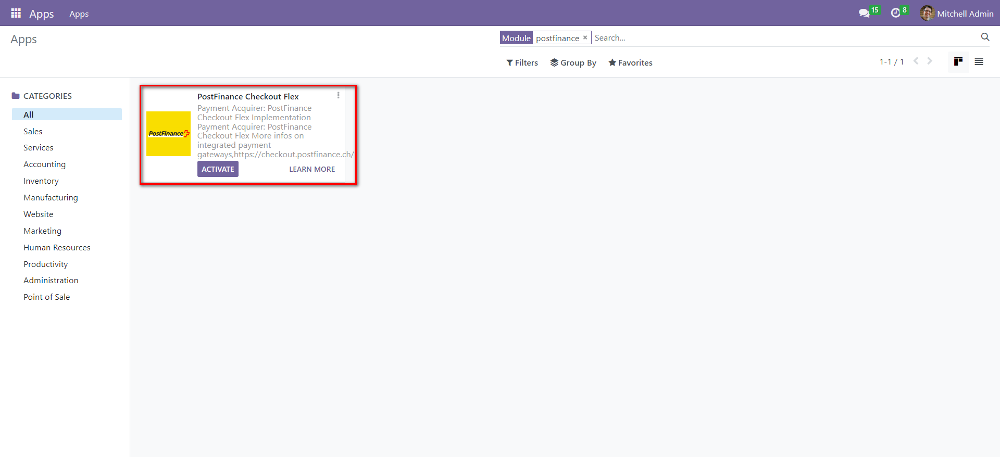 Apps
Apps
15
8
Mitchell Admin
Apps
Module postfinance × Search...
Filters
Group By
Favorites
1-1 / 1
CATEGORIES
All
Sales
Services
Accounting
Inventory
Manufacturing
Website
Marketing
Human Resources
Productivity
Administration
Point of Sale
PostFinance
PostFinance Checkout Flex
Payment Acquirer: PostFinance
Checkout Flex Implementation
Payment Acquirer: PostFinance
Checkout Flex More infos on
integrated payment
gateways,https://checkout.postfinance.ch/
ACTIVATE
LEARN MORE